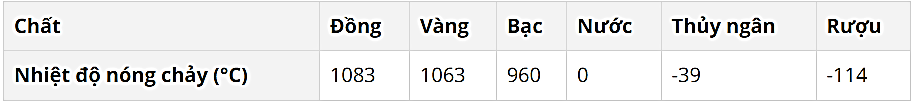 Chất Đồng Vàng Bạc Nước Thủy ngân Rượu
Nhiệt độ nóng chảy (°C) 1083 1063 960 0 -39 -114